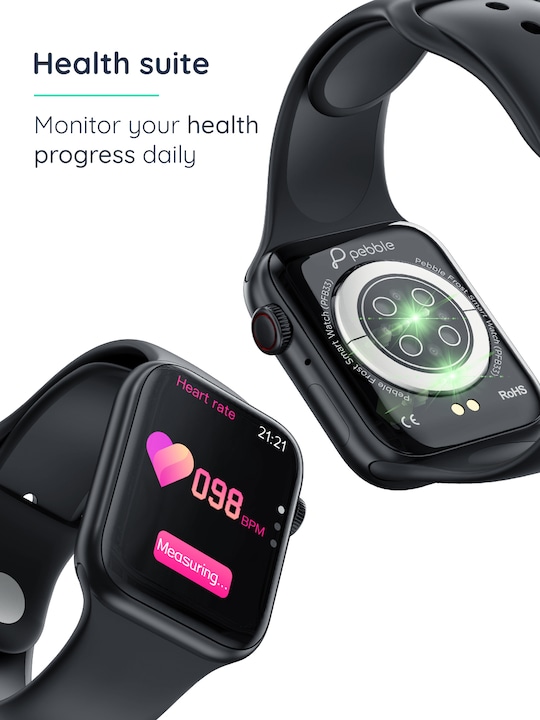 Health suite
Monitor your health
progress daily
pebble
Pebble Frost Smart Watch (PFB33)
Pebble Frost Smart Watch (PFB33)
CE
RoHS
Heart rate
21:21
098
BPM
Measuring...